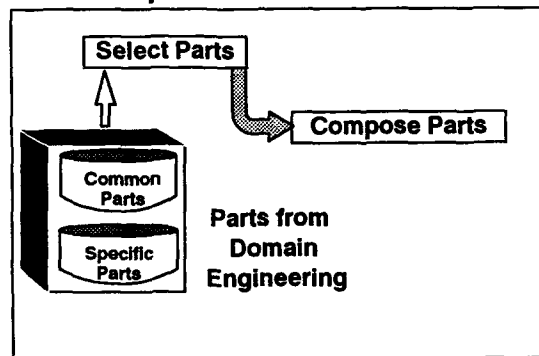 Select Parts
Compose Parts
Common
Parts
Specific
Parts
Parts from
Domain
Engineering